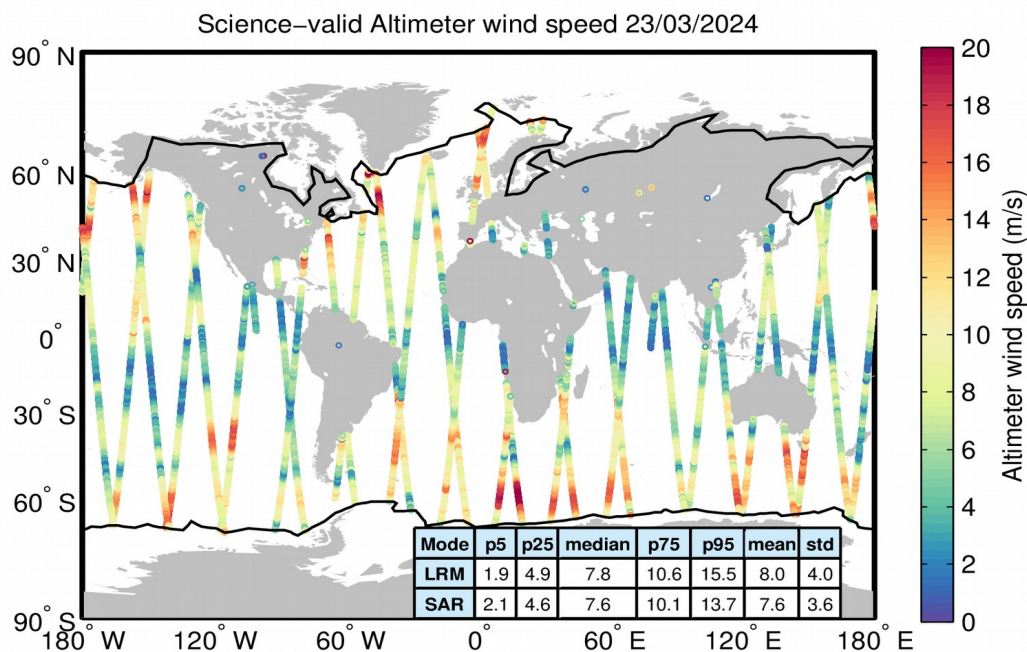 Science−valid Altimeter wind speed 23/03/2024
90° N
60° N
30° N
0°
30° S
60° S
90° S
180° W
120° W
60° W
0°
60° E
120° E
180° E
Mode p5 p25 median p75 p95 mean std
LRM 1.9 4.9 7.8 10.6 15.5 8.0 4.0
SAR 2.1 4.6 7.6 10.1 13.7 7.6 3.6
20
18
16
14
12
10
8
6
4
2
0
Altimeter wind speed (m/s)